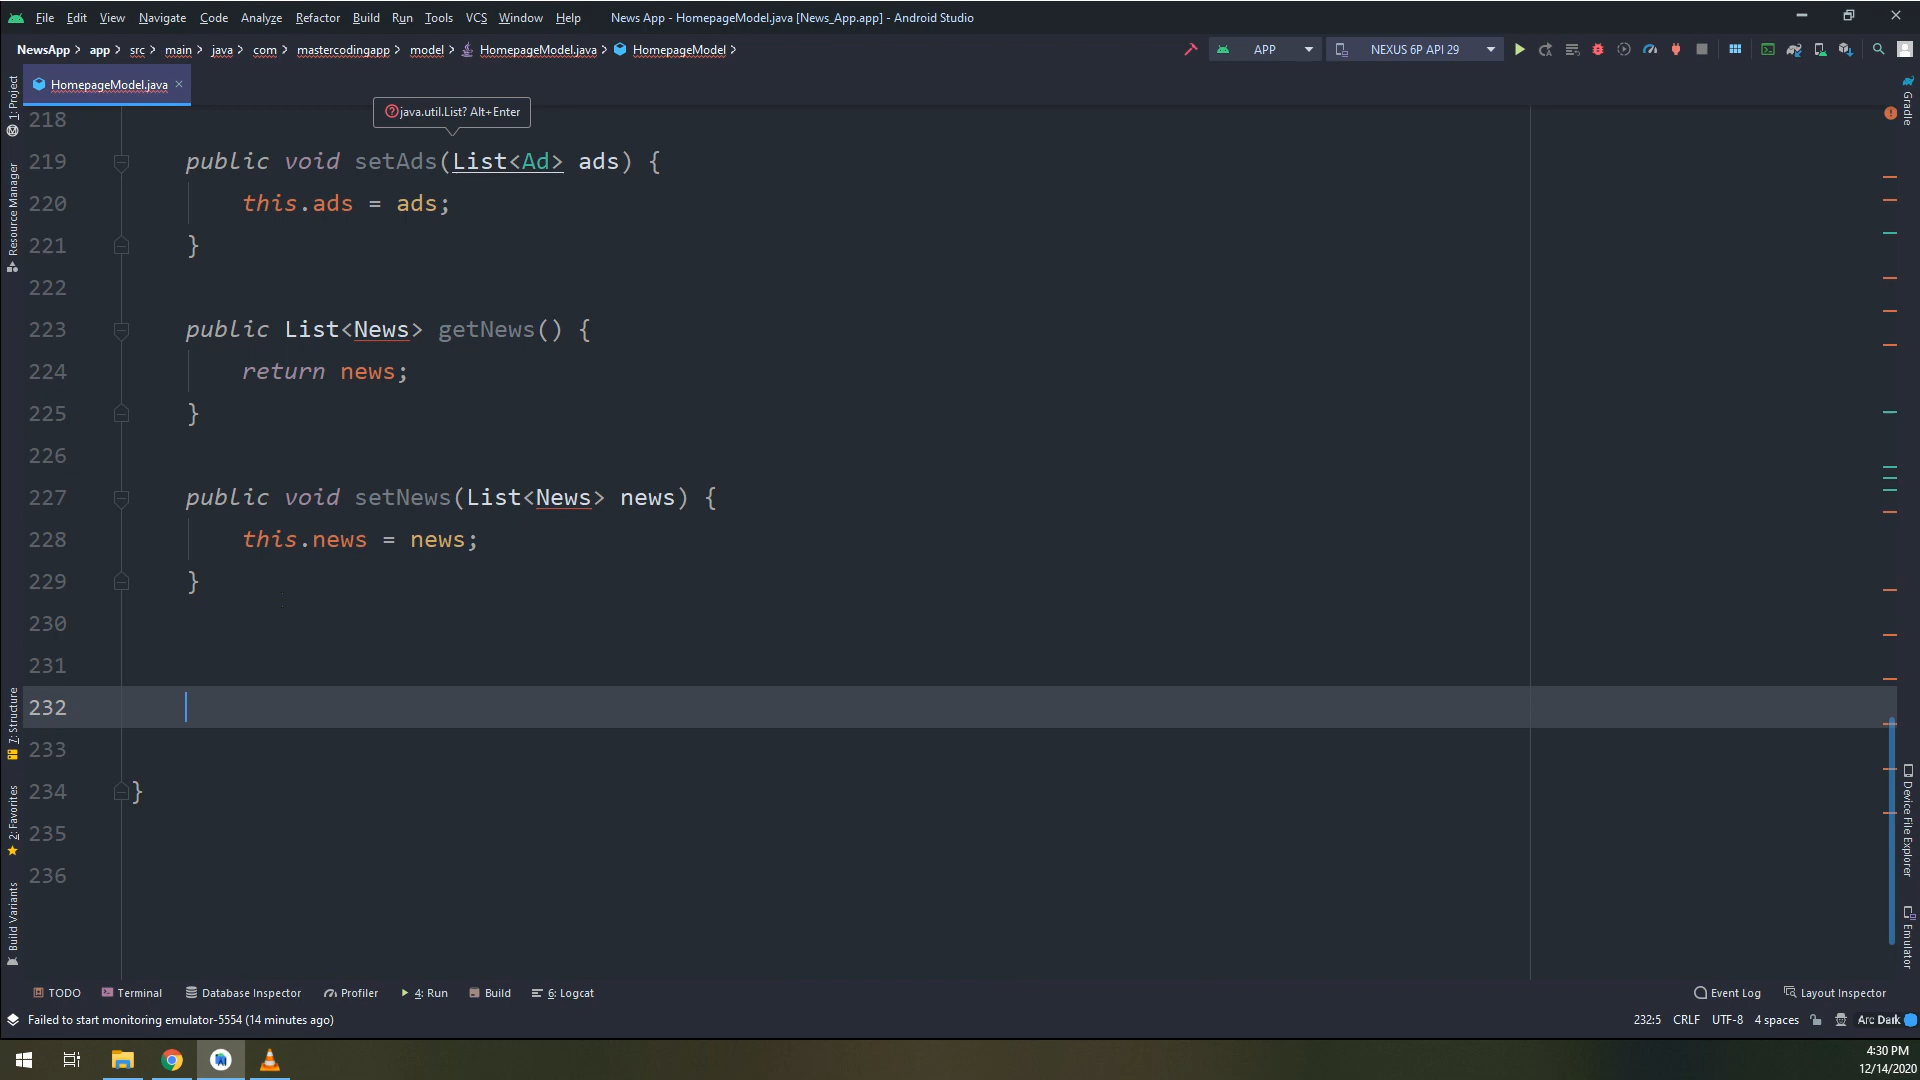 File Edit View Navigate Code Analyze Refactor Build Run Tools VCS Window Help News App - HomepageModel.java [News_App.app] - Android Studio
NewsApp app src main java com mastercodingapp model HomepageModel.java HomepageModel APP NEXUS 6P API 29
HomepageModel.java
java.util.List? Alt+Enter
218
219 public void setAds(List<Ad> ads) {
220 this.ads = ads;
221 }
222
223 public List<News> getNews() {
224 return news;
225 }
226
227 public void setNews(List<News> news) {
228 this.news = news;
229 }
230
231
232
233
234 }
235
236
1: Project
Resource Manager
7: Structure
2: Favorites
Build Variants
Gradle
Device File Explorer
Emulator
TODO Terminal Database Inspector Profiler 4: Run Build 6: Logcat Event Log Layout Inspector
Failed to start monitoring emulator-5554 (14 minutes ago) 232:5 CRLF UTF-8 4 spaces Arc Dark
4:30 PM
12/14/2020